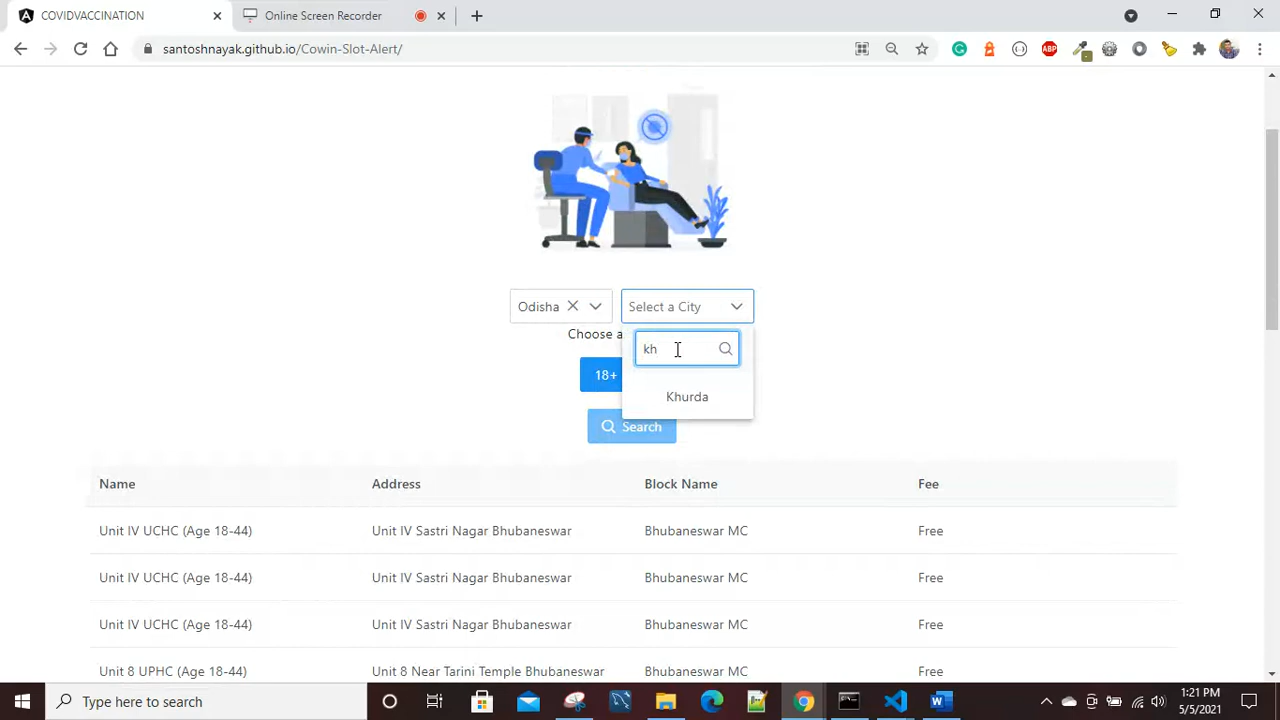 COVIDVACCINATION
Online Screen Recorder
santoshnayak.github.io/Cowin-Slot-Alert/
ABP
Odisha
Select a City
Choose a
kh
18+
Khurda
Search
Name Address Block Name Fee
Unit IV UCHC (Age 18-44) Unit IV Sastri Nagar Bhubaneswar Bhubaneswar MC Free
Unit IV UCHC (Age 18-44) Unit IV Sastri Nagar Bhubaneswar Bhubaneswar MC Free
Unit IV UCHC (Age 18-44) Unit IV Sastri Nagar Bhubaneswar Bhubaneswar MC Free
Unit 8 UPHC (Age 18-44) Unit 8 Near Tarini Temple Bhubaneswar Bhubaneswar MC Free
Type here to search
1:21 PM
5/5/2021